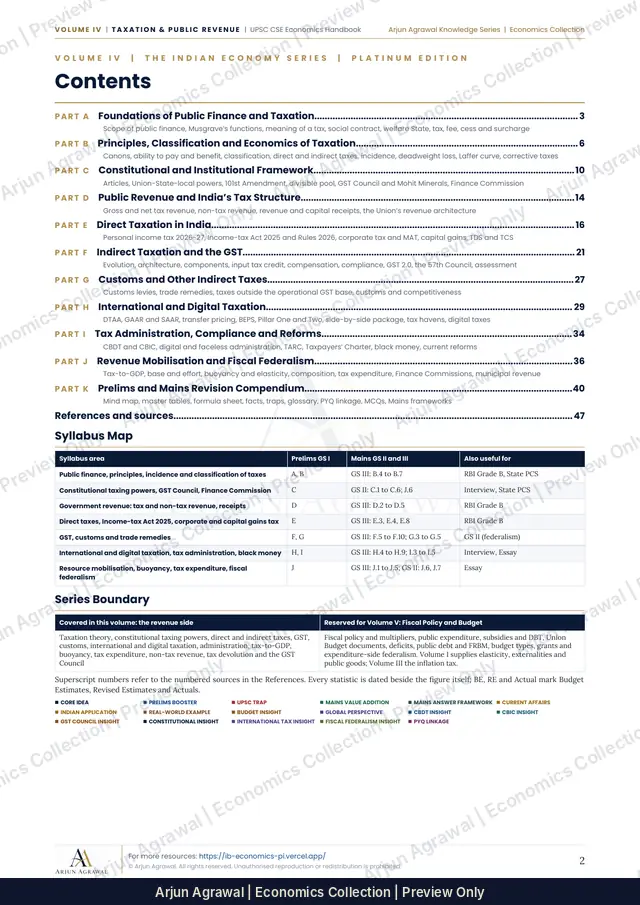 VOLUME IV | TAXATION & PUBLIC REVENUE | UPSC CSE Economics Handbook
Arjun Agrawal Knowledge Series | Economics Collection
VOLUME IV | THE INDIAN ECONOMY SERIES | PLATINUM EDITION
Contents
PART A Foundations of Public Finance and Taxation 3
Scope of public finance, Musgrave's functions, meaning of a tax, social contract, welfare State, tax, fee, cess and surcharge
PART B Principles, Classification and Economics of Taxation 6
Canons, ability to pay and benefit, classification, direct and indirect taxes, incidence, deadweight loss, Laffer curve, corrective taxes
PART C Constitutional and Institutional Framework 10
Articles, Union-State-local powers, 101st Amendment, divisible pool, GST Council and Mohit Minerals, Finance Commission
PART D Public Revenue and India's Tax Structure 14
Gross and net tax revenue, non-tax revenue, revenue and capital receipts, the Union's revenue architecture
PART E Direct Taxation in India 16
Personal income tax 2026-27, Income-tax Act 2025 and Rules 2026, corporate tax and MAT, capital gains, TDS and TCS
PART F Indirect Taxation and the GST 21
Evolution, architecture, components, input tax credit, compensation, compliance, GST 2.0, the 57th Council, assessment
PART G Customs and Other Indirect Taxes 27
Customs levies, trade remedies, taxes outside the operational GST base, customs and competitiveness
PART H International and Digital Taxation 29
DTAA, GAAR and SAAR, transfer pricing, BEPS, Pillar One and Two, side-by-side package, tax havens, digital taxes
PART I Tax Administration, Compliance and Reforms 34
CBDT and CBIC, digital and faceless administration, TARC, Taxpayers' Charter, black money, current reforms
PART J Revenue Mobilisation and Fiscal Federalism 36
Tax-to-GDP, base and effort, buoyancy and elasticity, composition, tax expenditure, Finance Commissions, municipal revenue
PART K Prelims and Mains Revision Compendium 40
Mind map, master tables, formula sheet, facts, traps, glossary, PYQ linkage, MCQs, Mains frameworks
References and sources 47
Syllabus Map
Syllabus area Prelims GS I Mains GS II and III Also useful for
Public finance, principles, incidence and classification of taxes A, B GS III: B.4 to B.7 RBI Grade B, State PCS
Constitutional taxing powers, GST Council, Finance Commission C GS II: C.1 to C.6; J.6 Interview, State PCS
Government revenue: tax and non-tax revenue, receipts D GS III: D.2 to D.5 RBI Grade B
Direct taxes, Income-tax Act 2025, corporate and capital gains tax E GS III: E.3, E.4, E.8 RBI Grade B
GST, customs and trade remedies F, G GS III: F.5 to F.10; G.3 to G.5 GS II (federalism)
International and digital taxation, tax administration, black money H, I GS III: H.4 to H.9; I.3 to I.5 Interview, Essay
Resource mobilisation, buoyancy, tax expenditure, fiscal federalism J GS III: J.1 to J.5; GS II: J.6, J.7 Essay
Series Boundary
Covered in this volume: the revenue side
Reserved for Volume V: Fiscal Policy and Budget
Taxation theory, constitutional taxing powers, direct and indirect taxes, GST,
customs, international and digital taxation, administration, tax-to-GDP,
buoyancy, tax expenditure, non-tax revenue, tax devolution and the GST
Council
Fiscal policy and multipliers, public expenditure, subsidies and DBT, Union
Budget documents, deficits, public debt and FRBM, budget types, grants and
expenditure-side federalism. Volume I supplies elasticity, externalities and
public goods; Volume III the inflation tax.
Superscript numbers refer to the numbered sources in the References. Every statistic is dated beside the figure itself; BE, RE and Actual mark Budget
Estimates, Revised Estimates and Actuals.
CORE IDEA PRELIMS BOOSTER UPSC TRAP MAINS VALUE ADDITION MAINS ANSWER FRAMEWORK CURRENT AFFAIRS
INDIAN APPLICATION REAL-WORLD EXAMPLE BUDGET INSIGHT GLOBAL PERSPECTIVE CBDT INSIGHT CBIC INSIGHT
GST COUNCIL INSIGHT CONSTITUTIONAL INSIGHT INTERNATIONAL TAX INSIGHT FISCAL FEDERALISM INSIGHT PYQ LINKAGE
ARJUN AGRAWAL
For more resources: https://ib-economics-pi.vercel.app/
© Arjun Agrawal. All rights reserved. Unauthorised reproduction or redistribution is prohibited.
2
Arjun Agrawal | Economics Collection | Preview Only